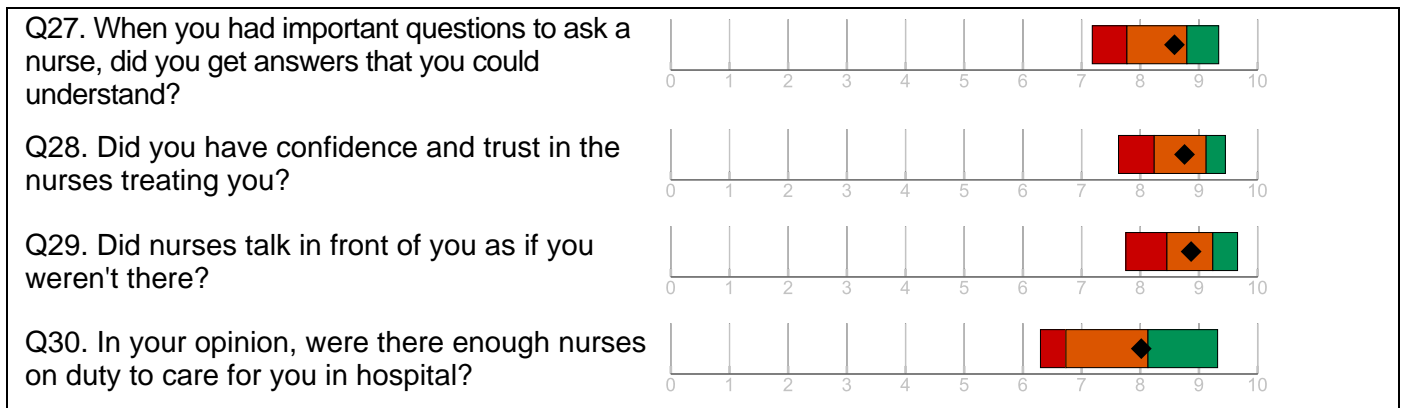 Q27. When you had important questions to ask a
nurse, did you get answers that you could
understand?
0 1 2 3 4 5 6 7 8 9 10
Q28. Did you have confidence and trust in the
nurses treating you?
0 1 2 3 4 5 6 7 8 9 10
Q29. Did nurses talk in front of you as if you
weren't there?
0 1 2 3 4 5 6 7 8 9 10
Q30. In your opinion, were there enough nurses
on duty to care for you in hospital?
0 1 2 3 4 5 6 7 8 9 10